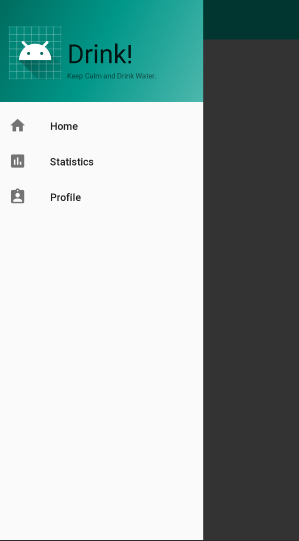 Drink!
Keep Calm and Drink Water.
Home
Statistics
Profile